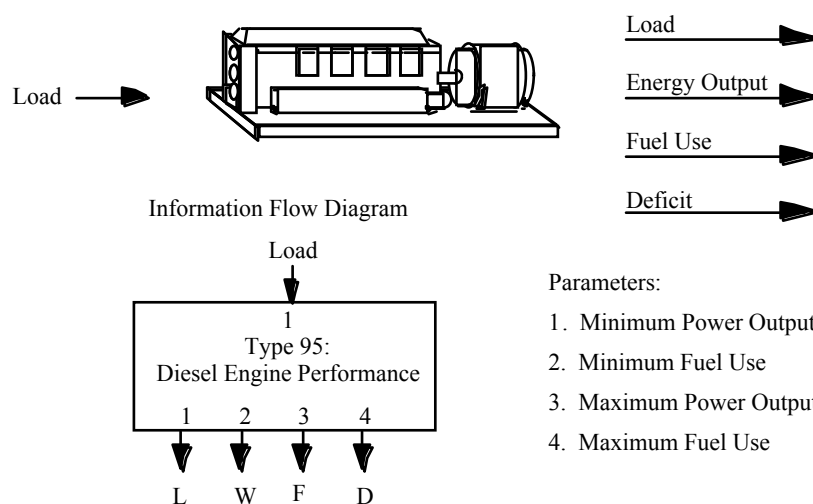 Load
Load
Energy Output
Fuel Use
Deficit
Information Flow Diagram
Load
1
Type 95:
Diesel Engine Performance
1 2 3 4
L W F D
Parameters:
1. Minimum Power Output
2. Minimum Fuel Use
3. Maximum Power Output
4. Maximum Fuel Use